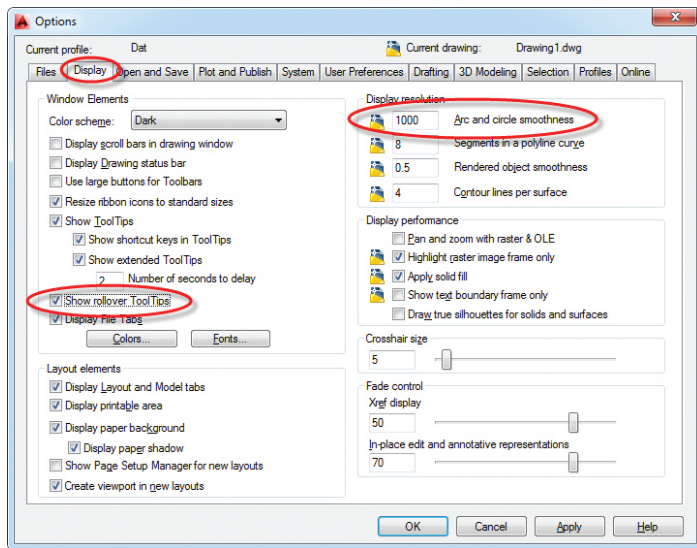 Options
Current profile: Dat Current drawing: Drawing1.dwg
Files Display Open and Save Plot and Publish System User Preferences Drafting 3D Modeling Selection Profiles Online
Window Elements
Color scheme: Dark
Display scroll bars in drawing window
Display Drawing status bar
Use large buttons for Toolbars
Resize ribbon icons to standard sizes
Show ToolTips
Show shortcut keys in ToolTips
Show extended ToolTips
2 Number of seconds to delay
Show rollover ToolTips
Display File Tabs
Colors... Fonts...
Layout elements
Display Layout and Model tabs
Display printable area
Display paper background
Display paper shadow
Show Page Setup Manager for new layouts
Create viewport in new layouts
Display resolution
1000 Arc and circle smoothness
8 Segments in a polyline curve
0.5 Rendered object smoothness
4 Contour lines per surface
Display performance
Pan and zoom with raster & OLE
Highlight raster image frame only
Apply solid fill
Show text boundary frame only
Draw true silhouettes for solids and surfaces
Crosshair size
5
Fade control
Xref display
50
In-place edit and annotative representations
70
OK Cancel Apply Help